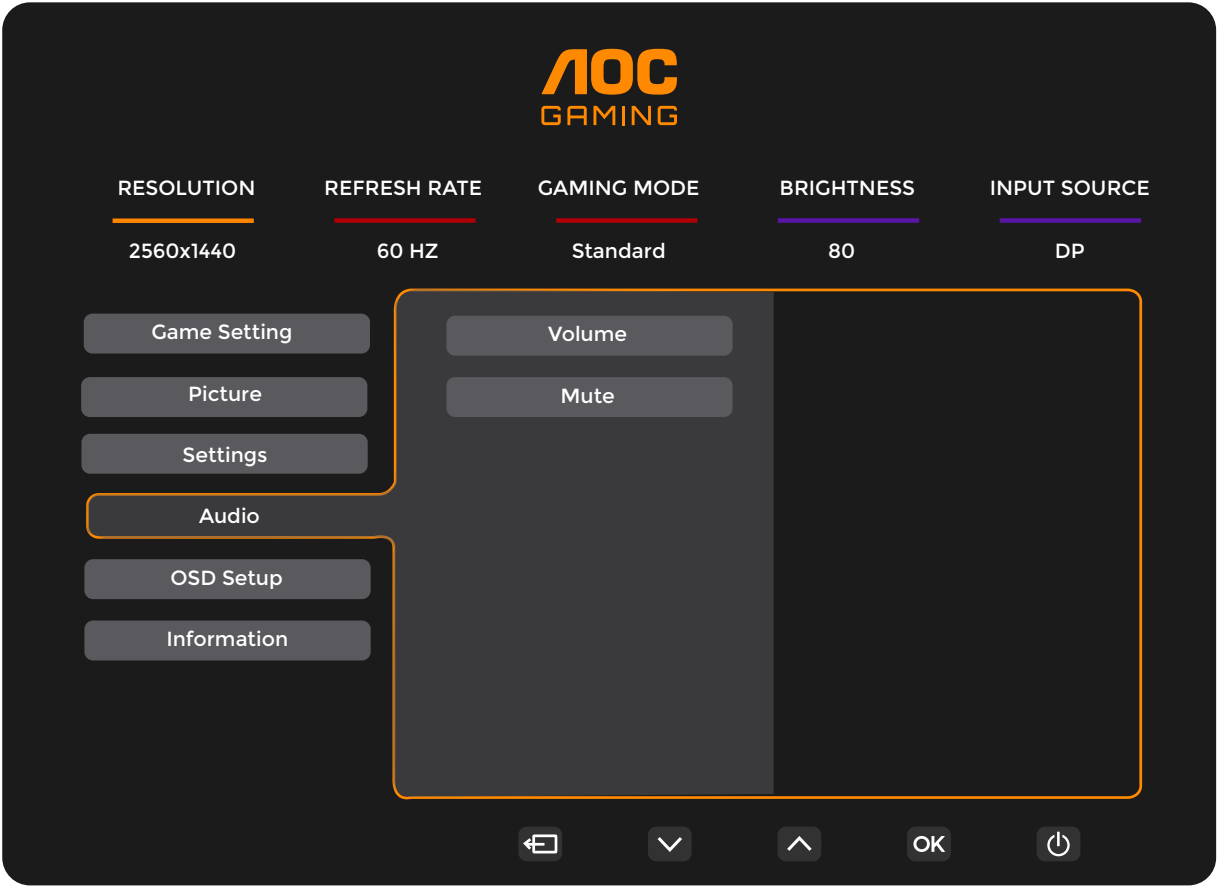 AOC
GAMING
RESOLUTION REFRESH RATE GAMING MODE BRIGHTNESS INPUT SOURCE
2560x1440 60 HZ Standard 80 DP
Game Setting Volume
Picture Mute
Settings
Audio
OSD Setup
Information
OK